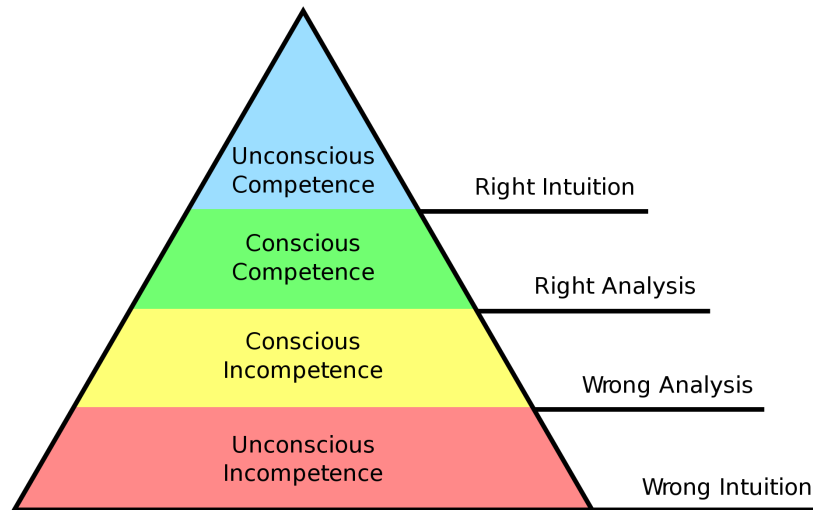 Unconscious
Competence
Right Intuition
Conscious
Competence
Right Analysis
Conscious
Incompetence
Wrong Analysis
Unconscious
Incompetence
Wrong Intuition